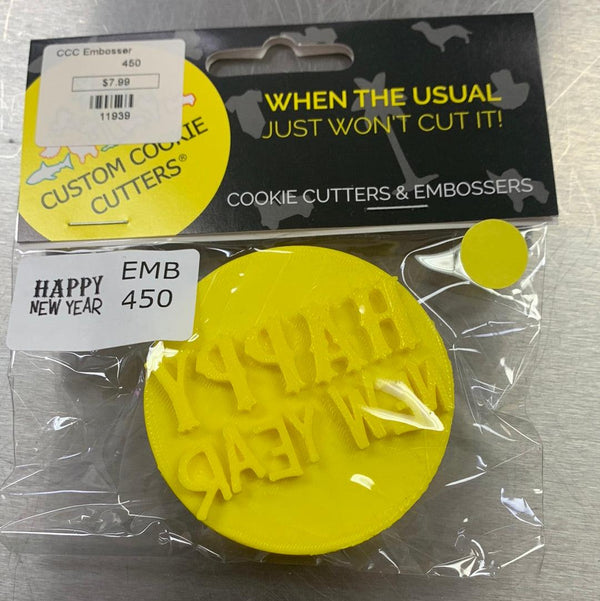 CCC Embosser
450
$7.99
11939
CUSTOM COOKIE
CUTTERS®
WHEN THE USUAL
JUST WON'T CUT IT!
COOKIE CUTTERS & EMBOSSERS
HAPPY
NEW YEAR
EMB
450
HAPPY
NEW YEAR